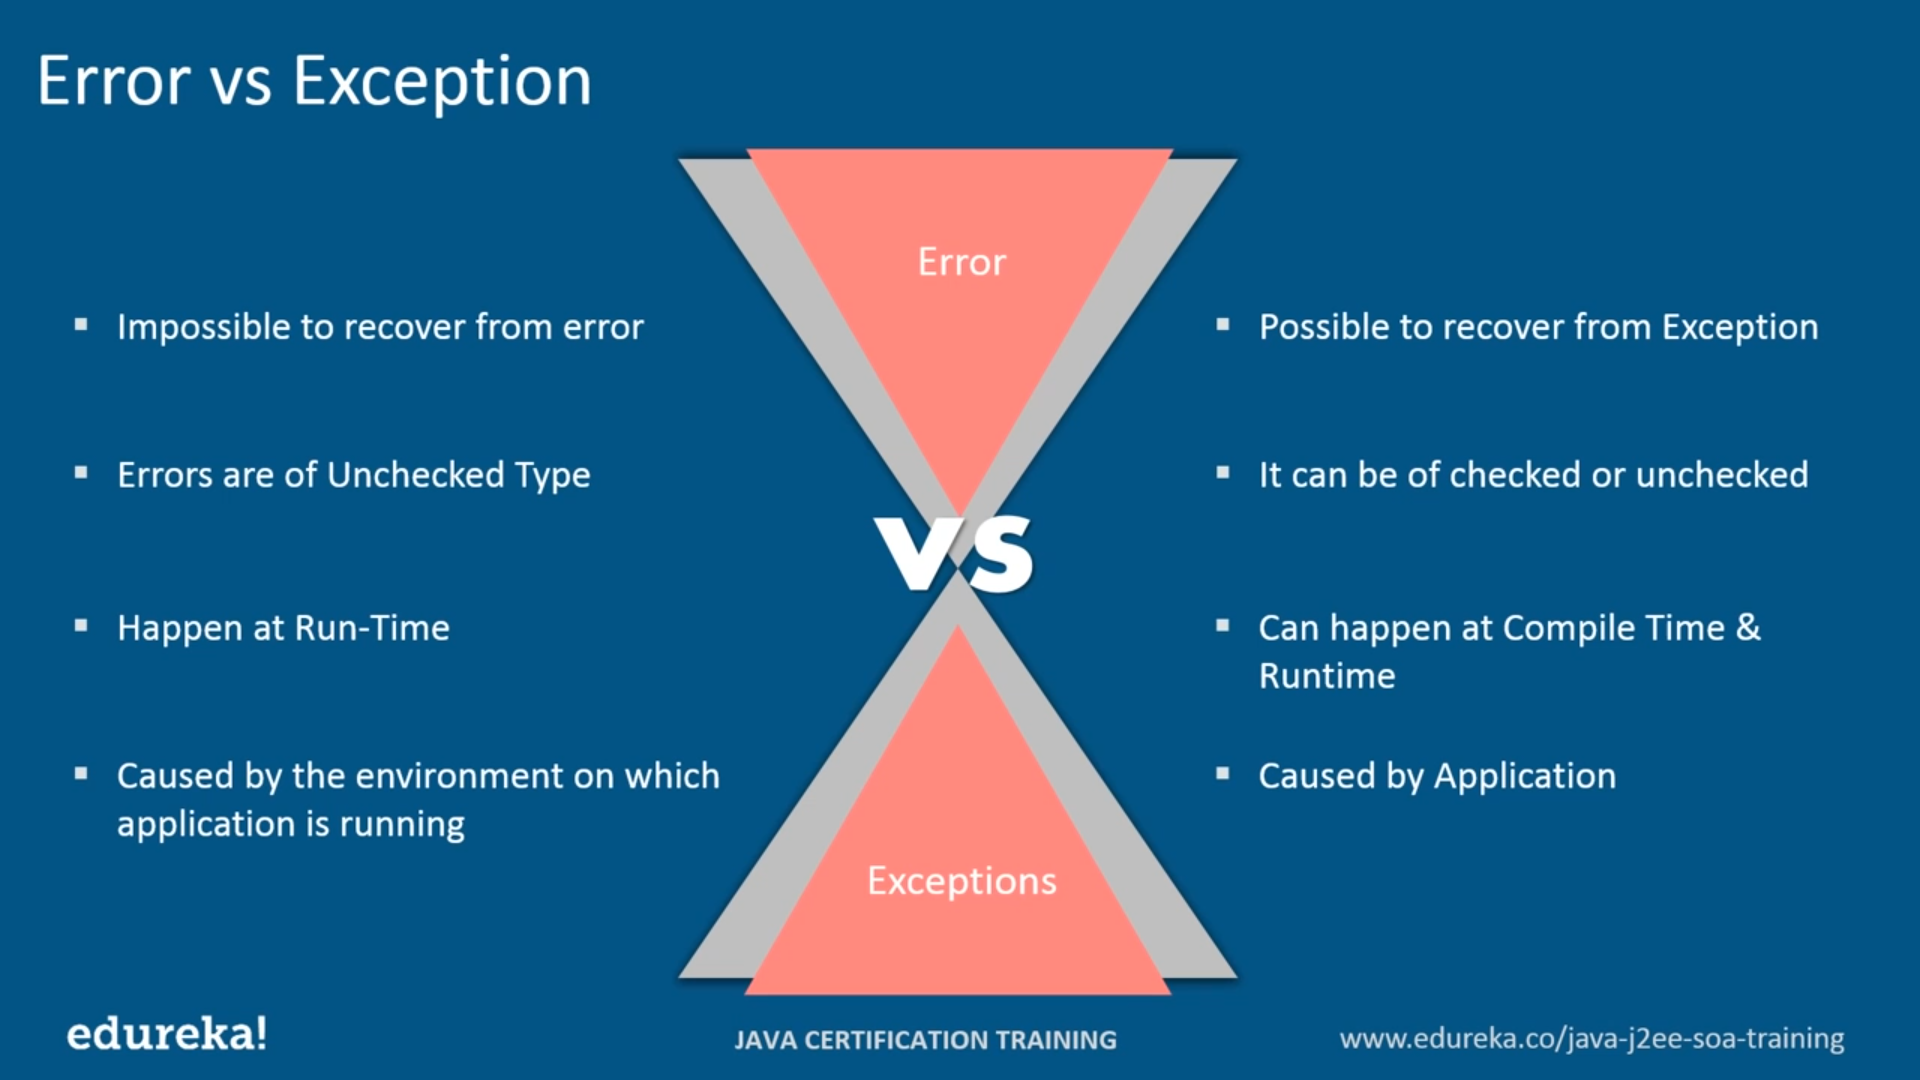 Error vs Exception
Error
Impossible to recover from error
Errors are of Unchecked Type
Happen at Run-Time
Caused by the environment on which
application is running
vs
Possible to recover from Exception
It can be of checked or unchecked
Can happen at Compile Time &
Runtime
Caused by Application
Exceptions
edureka!
JAVA CERTIFICATION TRAINING
www.edureka.co/java-j2ee-soa-training